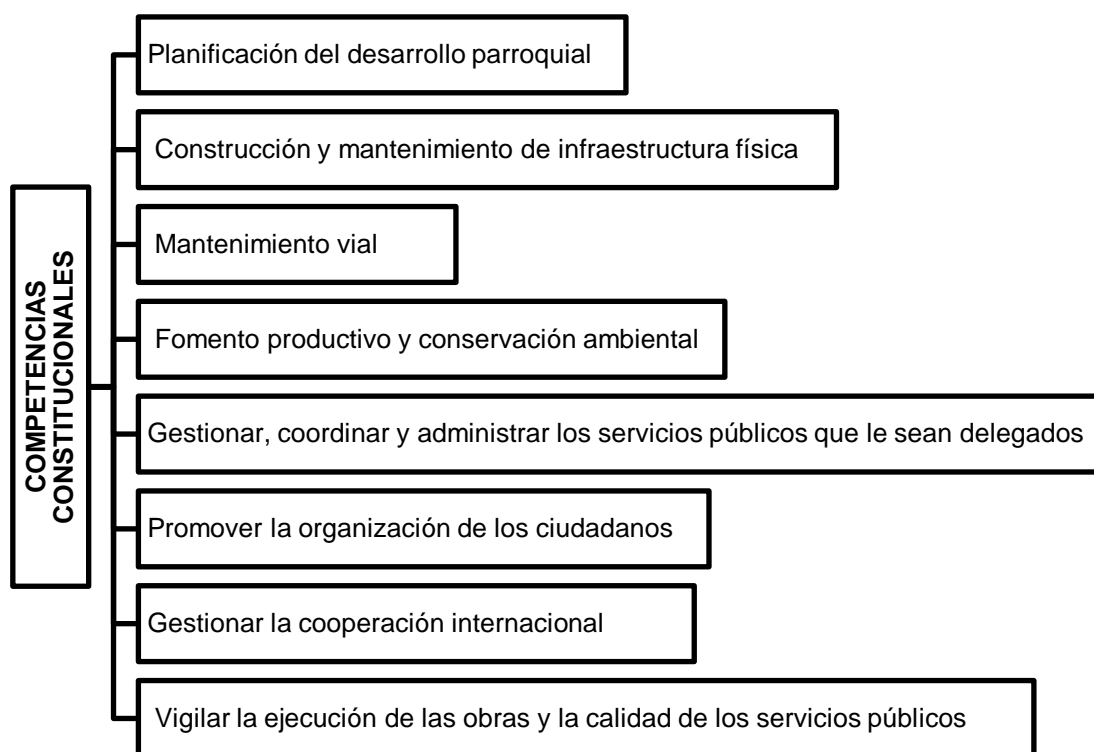 COMPETENCIAS
CONSTITUCIONALES
Planificación del desarrollo parroquial
Construcción y mantenimiento de infraestructura física
Mantenimiento vial
Fomento productivo y conservación ambiental
Gestionar, coordinar y administrar los servicios públicos que le sean delegados
Promover la organización de los ciudadanos
Gestionar la cooperación internacional
Vigilar la ejecución de las obras y la calidad de los servicios públicos